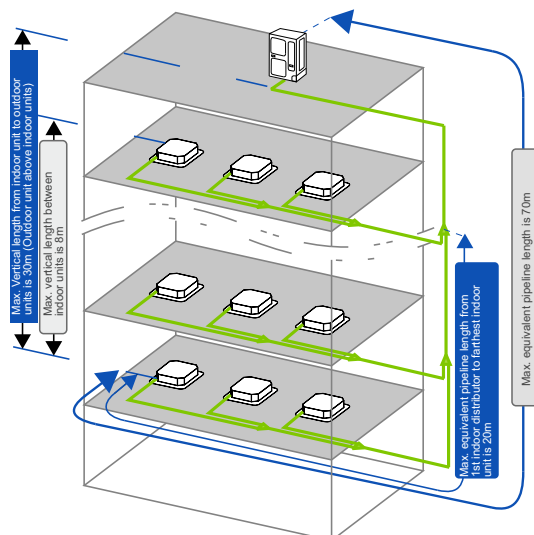 Max. Vertical length from indoor unit to outdoor
units is 30m (Outdoor unit above indoor units)
Max. vertical length between
indoor units is 8m
Max. equivalent pipeline length from
1st indoor distributor to farthest indoor
unit is 20m
Max. equivalent pipeline length is 70m